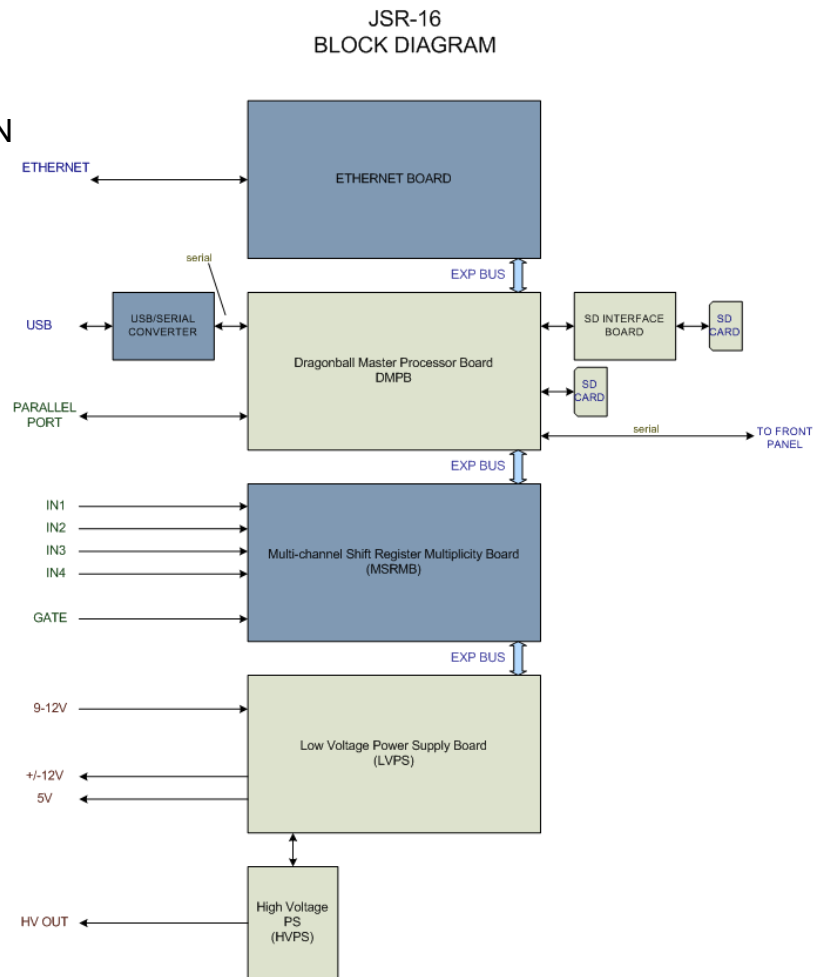 JSR-16
BLOCK DIAGRAM
N
ETHERNET
ETHERNET BOARD
EXP BUS
serial
USB
USB/SERIAL
CONVERTER
Dragonball Master Processor Board
DMPB
SD INTERFACE
BOARD
SD
CARD
SD
CARD
PARALLEL
PORT
serial
TO FRONT
PANEL
EXP BUS
IN1
IN2
IN3
IN4
GATE
Multi-channel Shift Register Multiplicity Board
(MSRMB)
EXP BUS
9-12V
+/-12V
5V
Low Voltage Power Supply Board
(LVPS)
High Voltage
PS
(HVPS)
HV OUT